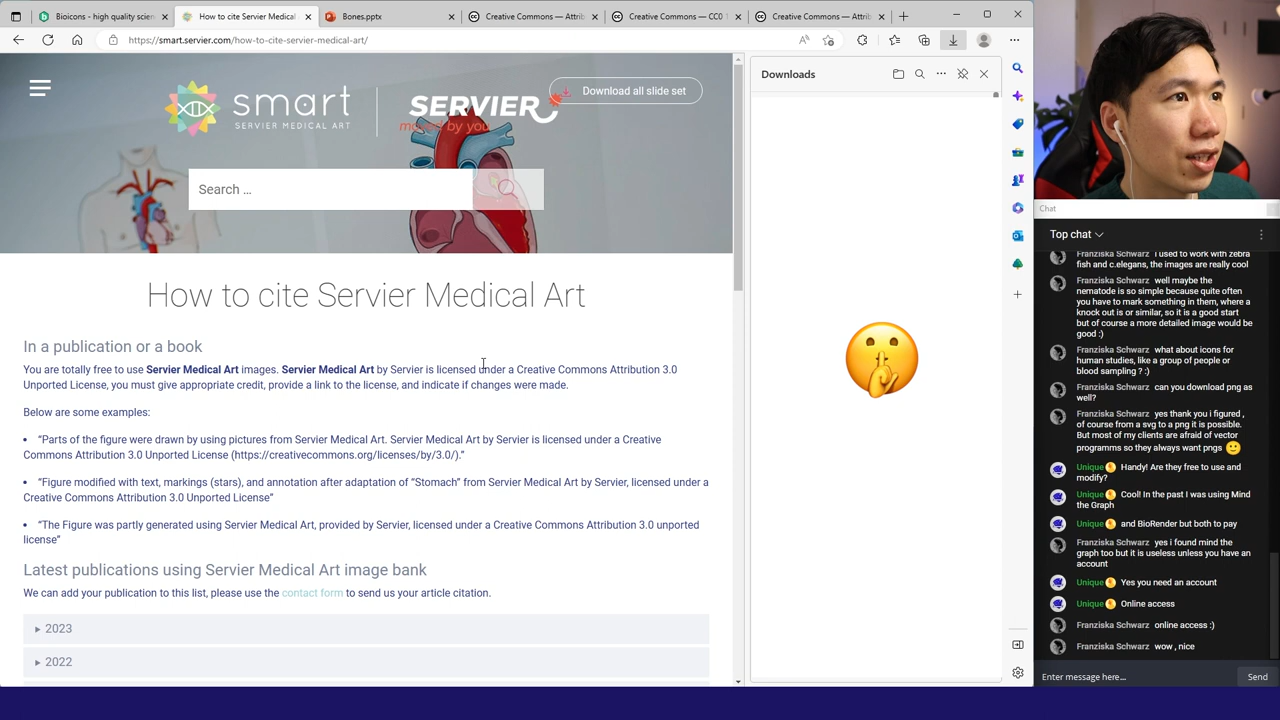 Bioicons - high quality scien
How to cite Servier Medical
Bones.pptx
Creative Commons — Attrib
Creative Commons — CC0 1
Creative Commons — Attrib
https://smart.servier.com/how-to-cite-servier-medical-art/
smart
SERVIER MEDICAL ART
SERVIER
moved by you
Download all slide set
Search …
How to cite Servier Medical Art
In a publication or a book
You are totally free to use Servier Medical Art images. Servier Medical Art by Servier is licensed under a Creative Commons Attribution 3.0
Unported License, you must give appropriate credit, provide a link to the license, and indicate if changes were made.
Below are some examples:
• “Parts of the figure were drawn by using pictures from Servier Medical Art. Servier Medical Art by Servier is licensed under a Creative
Commons Attribution 3.0 Unported License (https://creativecommons.org/licenses/by/3.0/).”
• “Figure modified with text, markings (stars), and annotation after adaptation of “Stomach” from Servier Medical Art by Servier, licensed under a
Creative Commons Attribution 3.0 Unported License”
• “The Figure was partly generated using Servier Medical Art, provided by Servier, licensed under a Creative Commons Attribution 3.0 unported
license”
Latest publications using Servier Medical Art image bank
We can add your publication to this list, please use the contact form to send us your article citation.
2023
2022
Downloads
Chat
Top chat
Franziska Schwarz I used to work with zebra
fish and c.elegans, the images are really cool
Franziska Schwarz well maybe the
nematode is so simple because quite often
you have to mark something in them, where a
knock out is or similar, so it is a good start
but of course a more detailed image would be
good :)
Franziska Schwarz what about icons for
human studies, like a group of people or
blood sampling ? :)
Franziska Schwarz can you download png as
well?
Franziska Schwarz yes thank you i figured ,
of course from a svg to a png it is possible.
But most of my clients are afraid of vector
programms so they always want pngs
Unique Handy! Are they free to use and
modify?
Unique Cool! In the past I was using Mind
the Graph
Unique and BioRender but both to pay
Franziska Schwarz yes i found mind the
graph too but it is useless unless you have an
account
Unique Yes you need an account
Unique Online access
Franziska Schwarz online access :)
Franziska Schwarz wow , nice
Enter message here...
Send